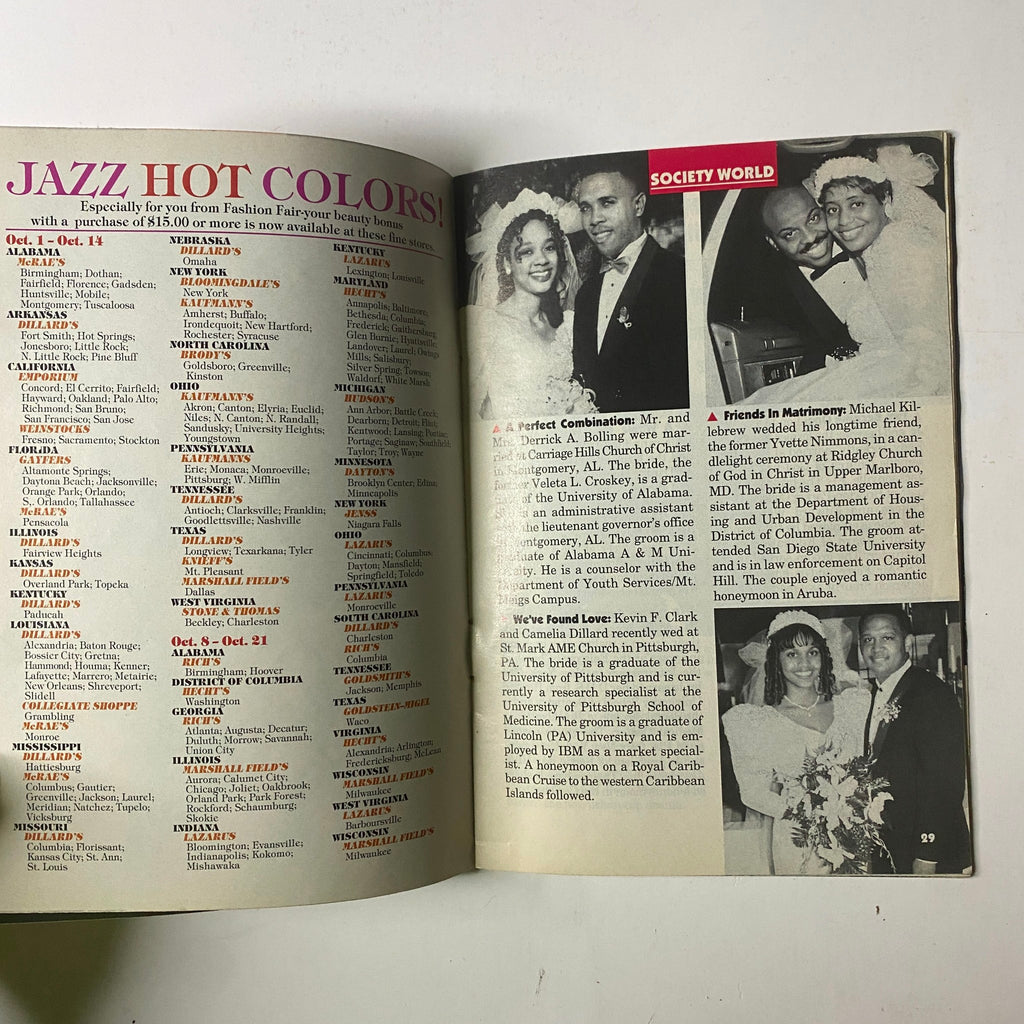 JAZZ HOT COLORS!
Especially for you from Fashion Fair-your beauty bonus
with a purchase of $15.00 or more is now available at these fine stores.
Oct. 1 - Oct. 14
ALABAMA
McRAE'S
Birmingham; Dothan;
Fairfield; Florence; Gadsden;
Huntsville; Mobile;
Montgomery; Tuscaloosa
ARKANSAS
DILLARD'S
Fort Smith; Hot Springs;
Jonesboro; Little Rock;
N. Little Rock; Pine Bluff
CALIFORNIA
EMPORIUM
Concord; El Cerrito; Fairfield;
Hayward; Oakland; Palo Alto;
Richmond; San Bruno;
San Francisco; San Jose
WEINSTOCKS
Fresno; Sacramento; Stockton
FLORIDA
GAYFERS
Altamonte Springs;
Daytona Beach; Jacksonville;
Orange Park; Orlando;
S. Orlando; Tallahassee
McRAE'S
Pensacola
ILLINOIS
DILLARD'S
Fairview Heights
KANSAS
DILLARD'S
Overland Park; Topeka
KENTUCKY
DILLARD'S
Paducah
LOUISIANA
DILLARD'S
Alexandria; Baton Rouge;
Bossier City; Gretna;
Hammond; Houma; Kenner;
Lafayette; Marrero; Metairie;
New Orleans; Shreveport;
Slidell
COLLEGIATE SHOPPE
Grambling
McRAE'S
Monroe
MISSISSIPPI
DILLARD'S
Hattiesburg
McRAE'S
Columbus; Gautier;
Greenville; Jackson; Laurel;
Meridian; Natchez; Tupelo;
Vicksburg
MISSOURI
DILLARD'S
Columbia; Florissant;
Kansas City; St. Ann;
St. Louis
NEBRASKA
DILLARD'S
Omaha
NEW YORK
BLOOMINGDALE'S
New York
KAUFMANN'S
Amherst; Buffalo;
Irondequoit; New Hartford;
Rochester; Syracuse
NORTH CAROLINA
BRODY'S
Goldsboro; Greenville;
Kinston
OHIO
KAUFMANN'S
Akron; Canton; Elyria; Euclid;
Niles; N. Canton; N. Randall;
Sandusky; University Heights;
Youngstown
PENNSYLVANIA
KAUFMANNS
Erie; Monaca; Monroeville;
Pittsburg; W. Mifflin
TENNESSEE
DILLARD'S
Antioch; Clarksville; Franklin;
Goodlettsville; Nashville
TEXAS
DILLARD'S
Longview; Texarkana; Tyler
KNIEFF'S
Mt. Pleasant
MARSHALL FIELD'S
Dallas
WEST VIRGINIA
STONE & THOMAS
Beckley; Charleston
Oct. 8 - Oct. 21
ALABAMA
RICH'S
Birmingham; Hoover
DISTRICT OF COLUMBIA
HECHT'S
Washington
GEORGIA
RICH'S
Atlanta; Augusta; Decatur;
Duluth; Morrow; Savannah;
Union City
ILLINOIS
MARSHALL FIELD'S
Aurora; Calumet City;
Chicago; Joliet; Oakbrook;
Orland Park; Park Forest;
Rockford; Schaumburg;
Skokie
INDIANA
LAZARUS
Bloomington; Evansville;
Indianapolis; Kokomo;
Mishawaka
KENTUCKY
LAZARUS
Lexington; Louisville
MARYLAND
HECHT'S
Annapolis; Baltimore;
Bethesda; Columbia;
Frederick; Gaithersburg;
Glen Burnie; Hyattsville;
Landover; Laurel; Owings
Mills; Salisbury;
Silver Spring; Towson;
Waldorf; White Marsh
MICHIGAN
HUDSON'S
Ann Arbor; Battle Creek;
Dearborn; Detroit; Flint;
Kentwood; Lansing; Pontiac;
Portage; Saginaw; Southfield;
Taylor; Troy; Wayne
MINNESOTA
DAYTON'S
Brooklyn Center; Edina;
Minneapolis
NEW YORK
JENSS
Niagara Falls
OHIO
LAZARUS
Cincinnati; Columbus;
Dayton; Mansfield;
Springfield; Toledo
PENNSYLVANIA
LAZARUS
Monroeville
SOUTH CAROLINA
DILLARD'S
Charleston
RICH'S
Columbia
TENNESSEE
GOLDSMITH'S
Jackson; Memphis
TEXAS
GOLDSTEIN-MIGEL
Waco
VIRGINIA
HECHT'S
Alexandria; Arlington;
Fredericksburg; McLean
WISCONSIN
MARSHALL FIELD'S
Milwaukee
WEST VIRGINIA
LAZARUS
Barboursville
WISCONSIN
MARSHALL FIELD'S
Milwaukee
SOCIETY WORLD
▲ A Perfect Combination: Mr. and
Mrs. Derrick A. Bolling were mar-
ried at Carriage Hills Church of Christ
in Montgomery, AL. The bride, the
former Veleta L. Croskey, is a grad-
of the University of Alabama.
an administrative assistant
the lieutenant governor's office
Montgomery, AL. The groom is a
graduate of Alabama A & M Uni-
versity. He is a counselor with the
Department of Youth Services/Mt.
Meigs Campus.
We've Found Love: Kevin F. Clark
and Camelia Dillard recently wed at
St. Mark AME Church in Pittsburgh,
PA. The bride is a graduate of the
University of Pittsburgh and is cur-
rently a research specialist at the
University of Pittsburgh School of
Medicine. The groom is a graduate of
Lincoln (PA) University and is em-
ployed by IBM as a market special-
ist. A honeymoon on a Royal Carib-
bean Cruise to the western Caribbean
Islands followed.
▲ Friends In Matrimony: Michael Kil-
lebrew wedded his longtime friend,
the former Yvette Nimmons, in a can-
dlelight ceremony at Ridgley Church
of God in Christ in Upper Marlboro,
MD. The bride is a management as-
sistant at the Department of Hous-
ing and Urban Development in the
District of Columbia. The groom at-
tended San Diego State University
and is in law enforcement on Capitol
Hill. The couple enjoyed a romantic
honeymoon in Aruba.
29